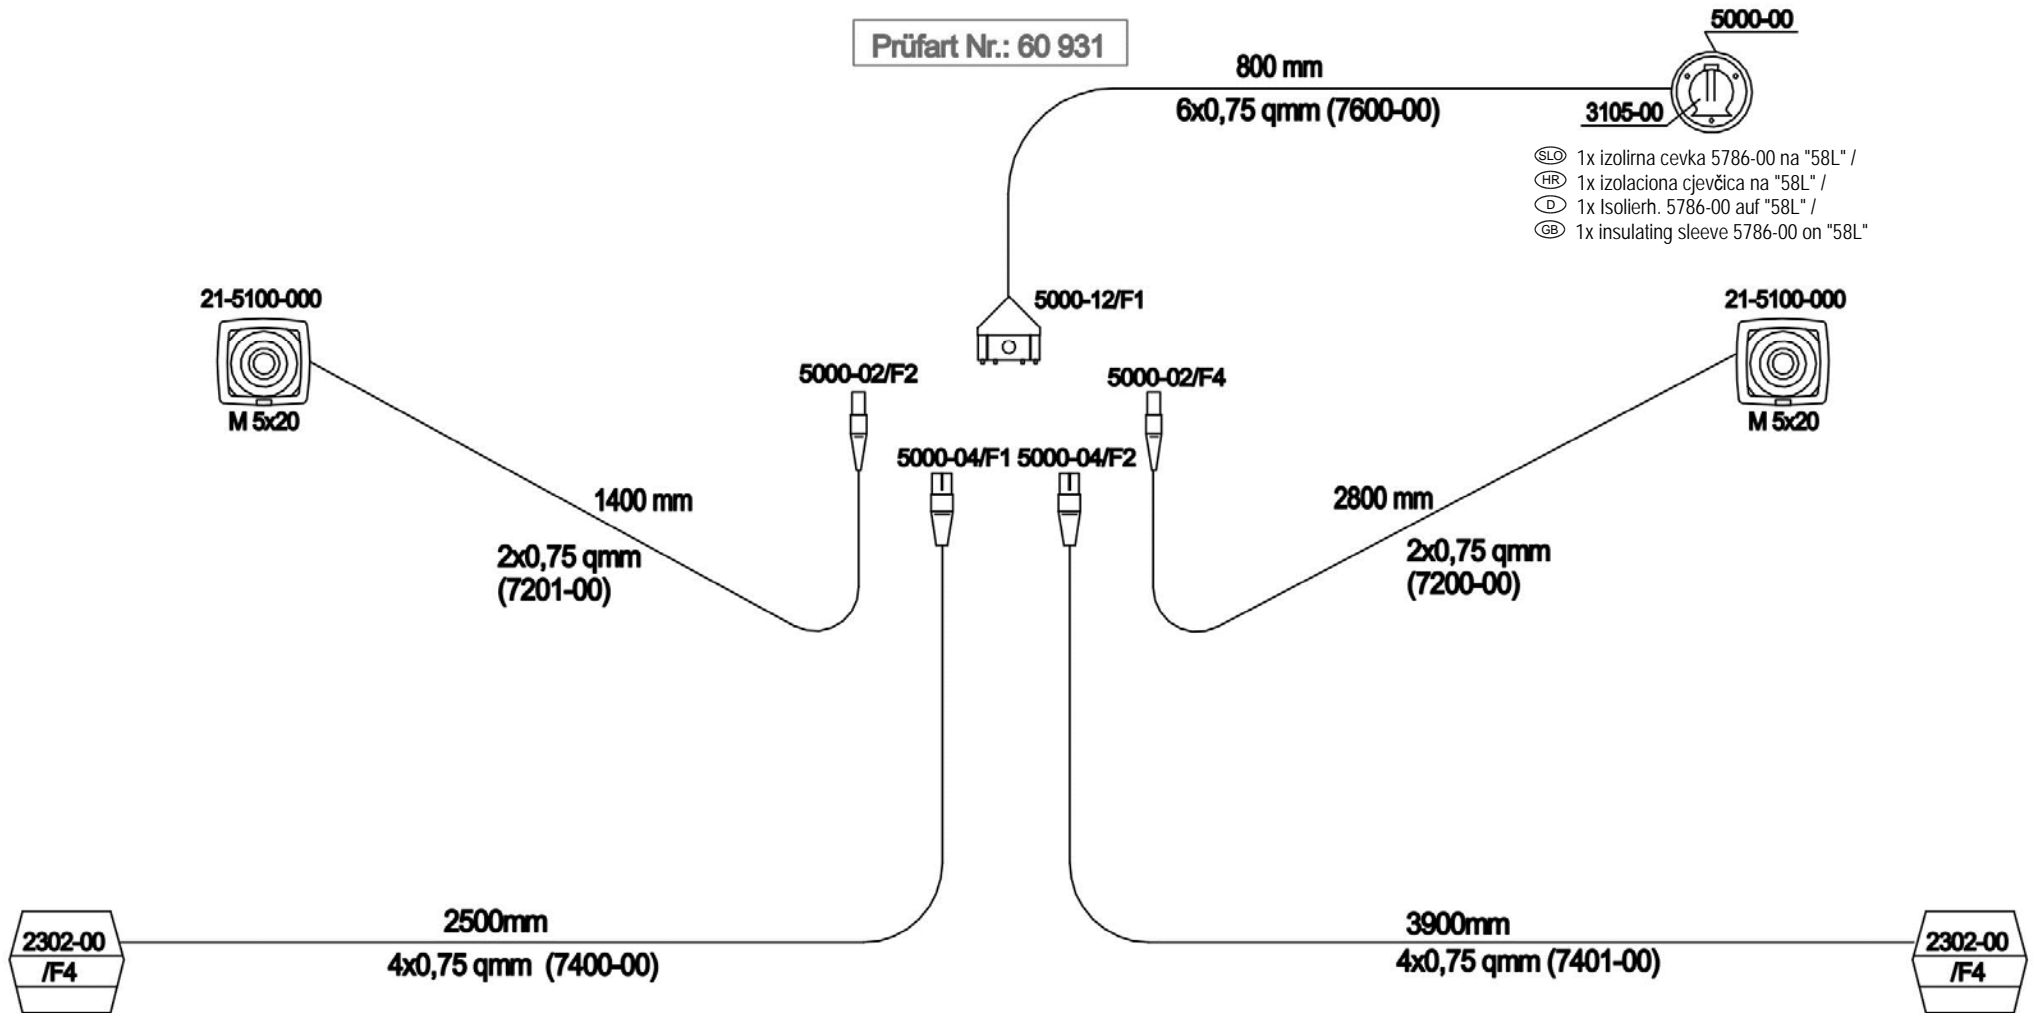 Prüfart Nr.: 60 931
5000-00
800 mm
6x0,75 qmm (7600-00)
3105-00
SLO 1x izolirna cevka 5786-00 na "58L" /
HR 1x izolaciona cjevčica na "58L" /
D 1x Isolierh. 5786-00 auf "58L" /
GB 1x insulating sleeve 5786-00 on "58L"
21-5100-000
M 5x20
5000-12/F1
21-5100-000
M 5x20
5000-02/F2
5000-02/F4
5000-04/F1
5000-04/F2
1400 mm
2x0,75 qmm
(7201-00)
2800 mm
2x0,75 qmm
(7200-00)
2302-00
/F4
2500mm
4x0,75 qmm (7400-00)
3900mm
4x0,75 qmm (7401-00)
2302-00
/F4